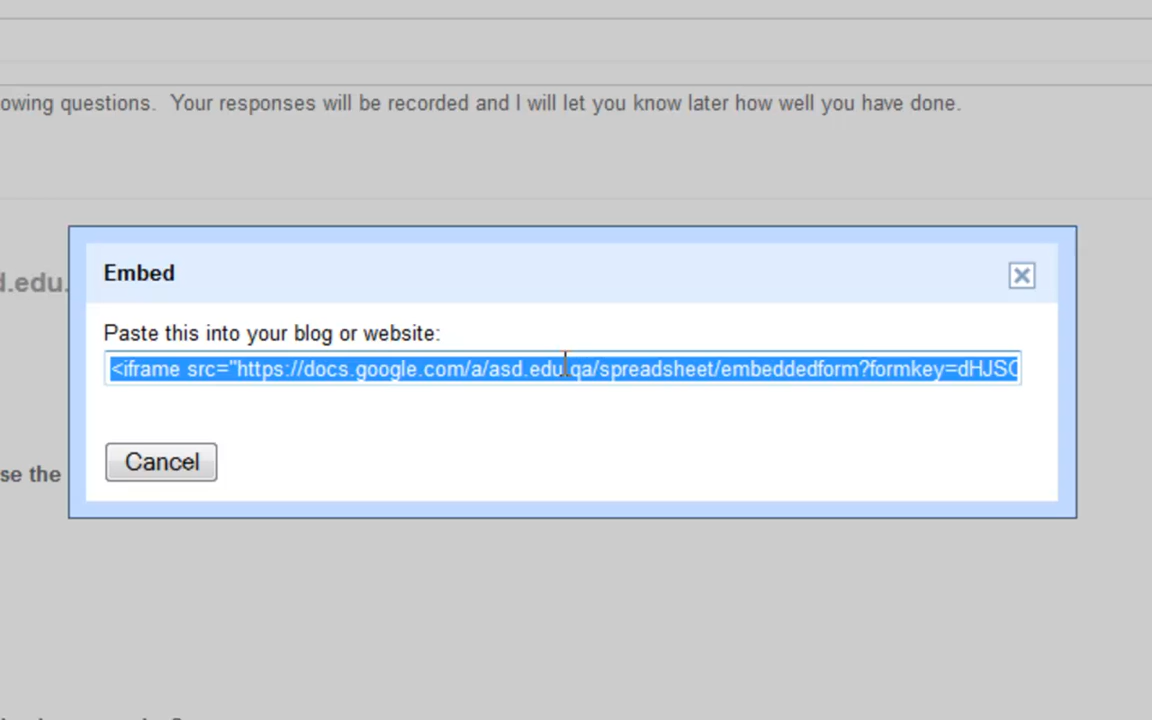 owing questions.  Your responses will be recorded and I will let you know later how well you have done.
d.edu.
Embed
Paste this into your blog or website:
<iframe src="https://docs.google.com/a/asd.edu.qa/spreadsheet/embeddedform?formkey=dHJSC
se the
Cancel